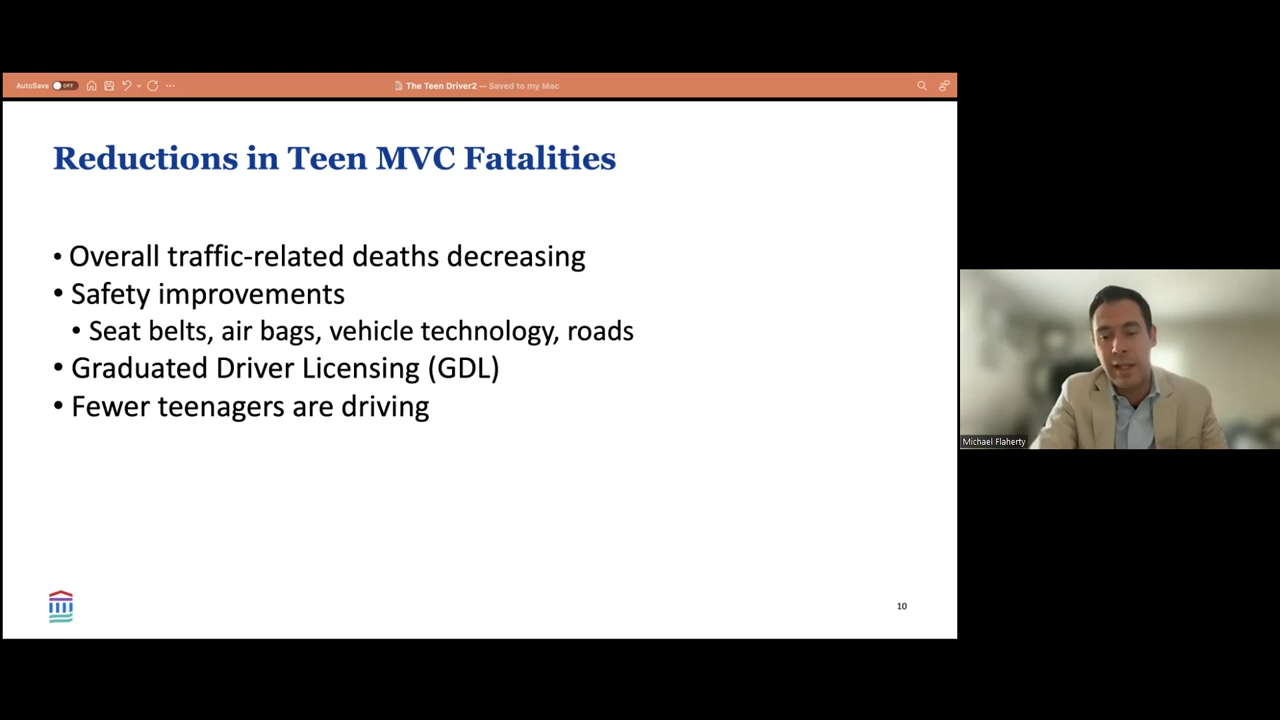 AutoSave OFF
The Teen Driver2 — Saved to my Mac
Reductions in Teen MVC Fatalities
• Overall traffic-related deaths decreasing
• Safety improvements
• Seat belts, air bags, vehicle technology, roads
• Graduated Driver Licensing (GDL)
• Fewer teenagers are driving
10
Michael Flaherty